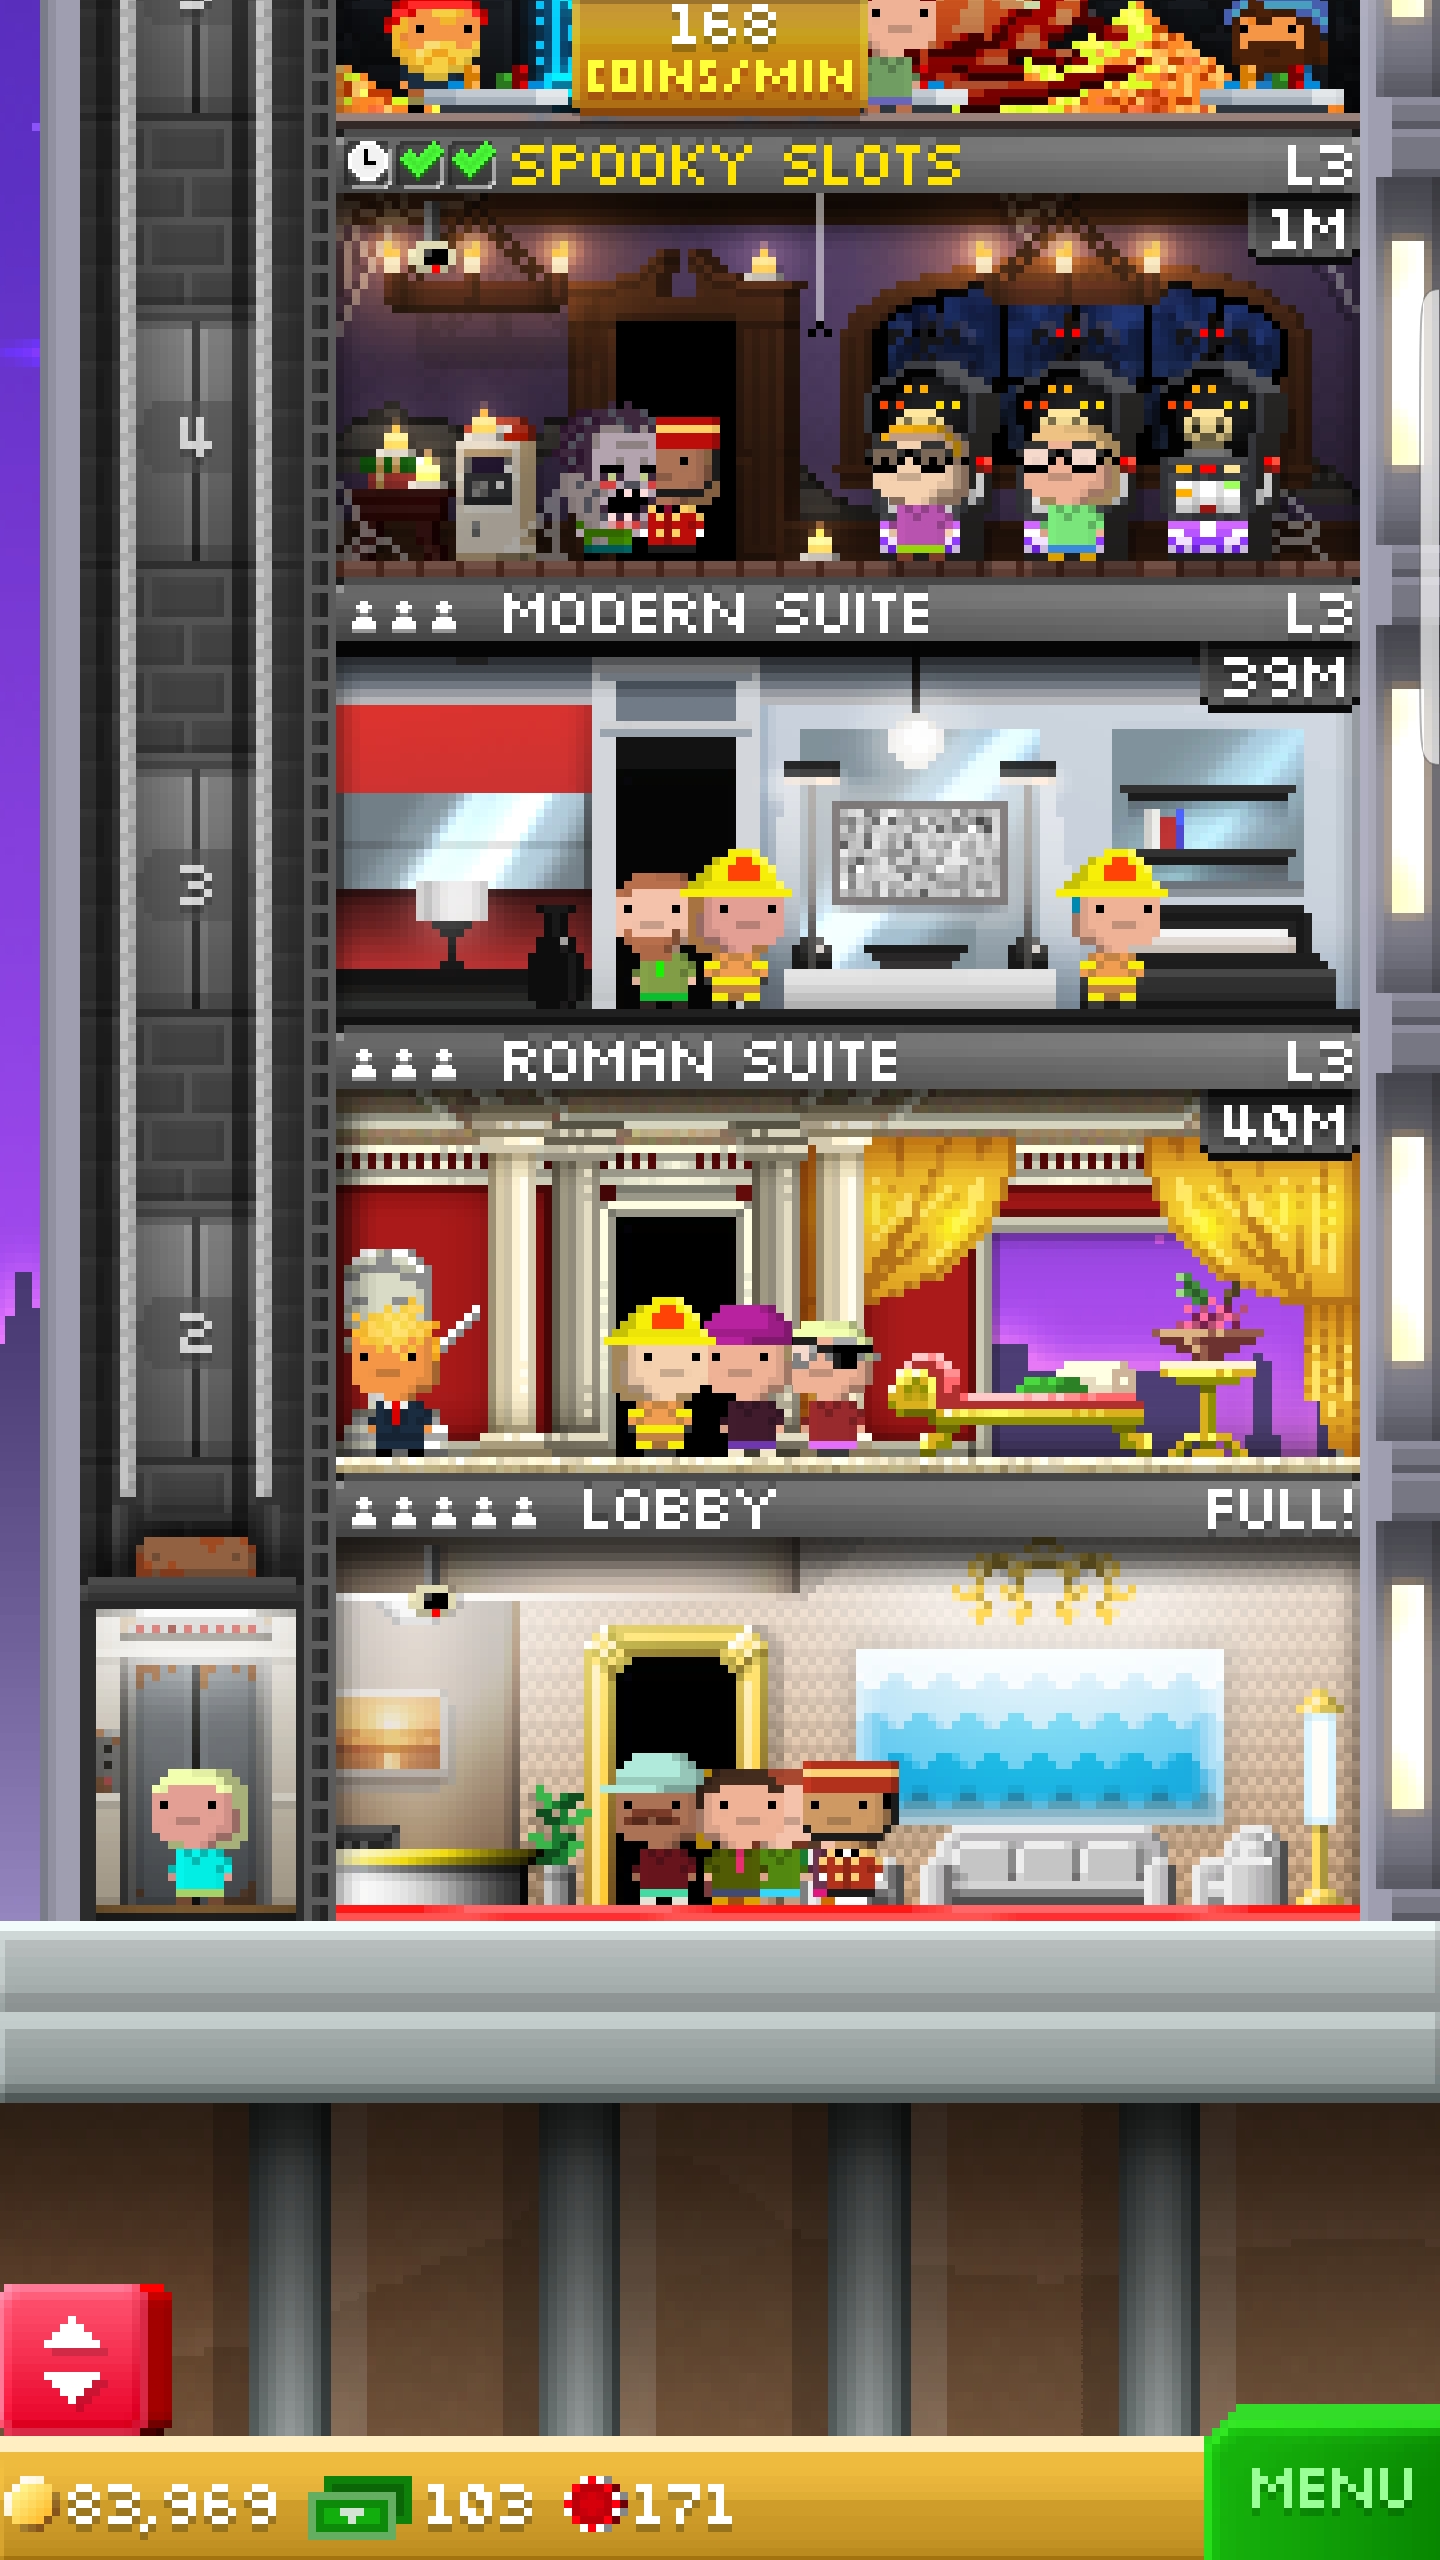 168
COINS/MIN
SPOOKY SLOTS L3
1M
4
MODERN SUITE L3
39M
3
ROMAN SUITE L3
40M
2
LOBBY FULL!
MENU
83,969 103 171